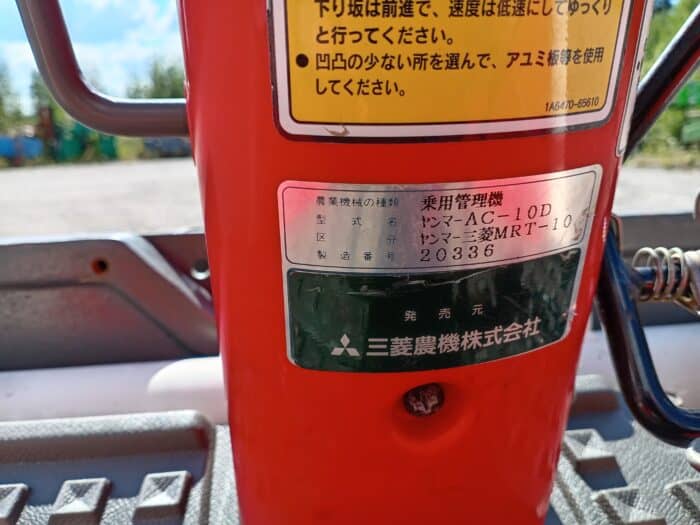 下り坂は前進で、速度は低速にしてゆっくり
と行ってください。
● 凹凸の少ない所を選んで、アユミ板等を使用
してください。
1A6470-65610
農業機械の種類 乗用管理機
型式名 ヤンマーAC-10D
区分 ヤンマー三菱MRT-10
製造番号 20336
発売元
三菱農機株式会社